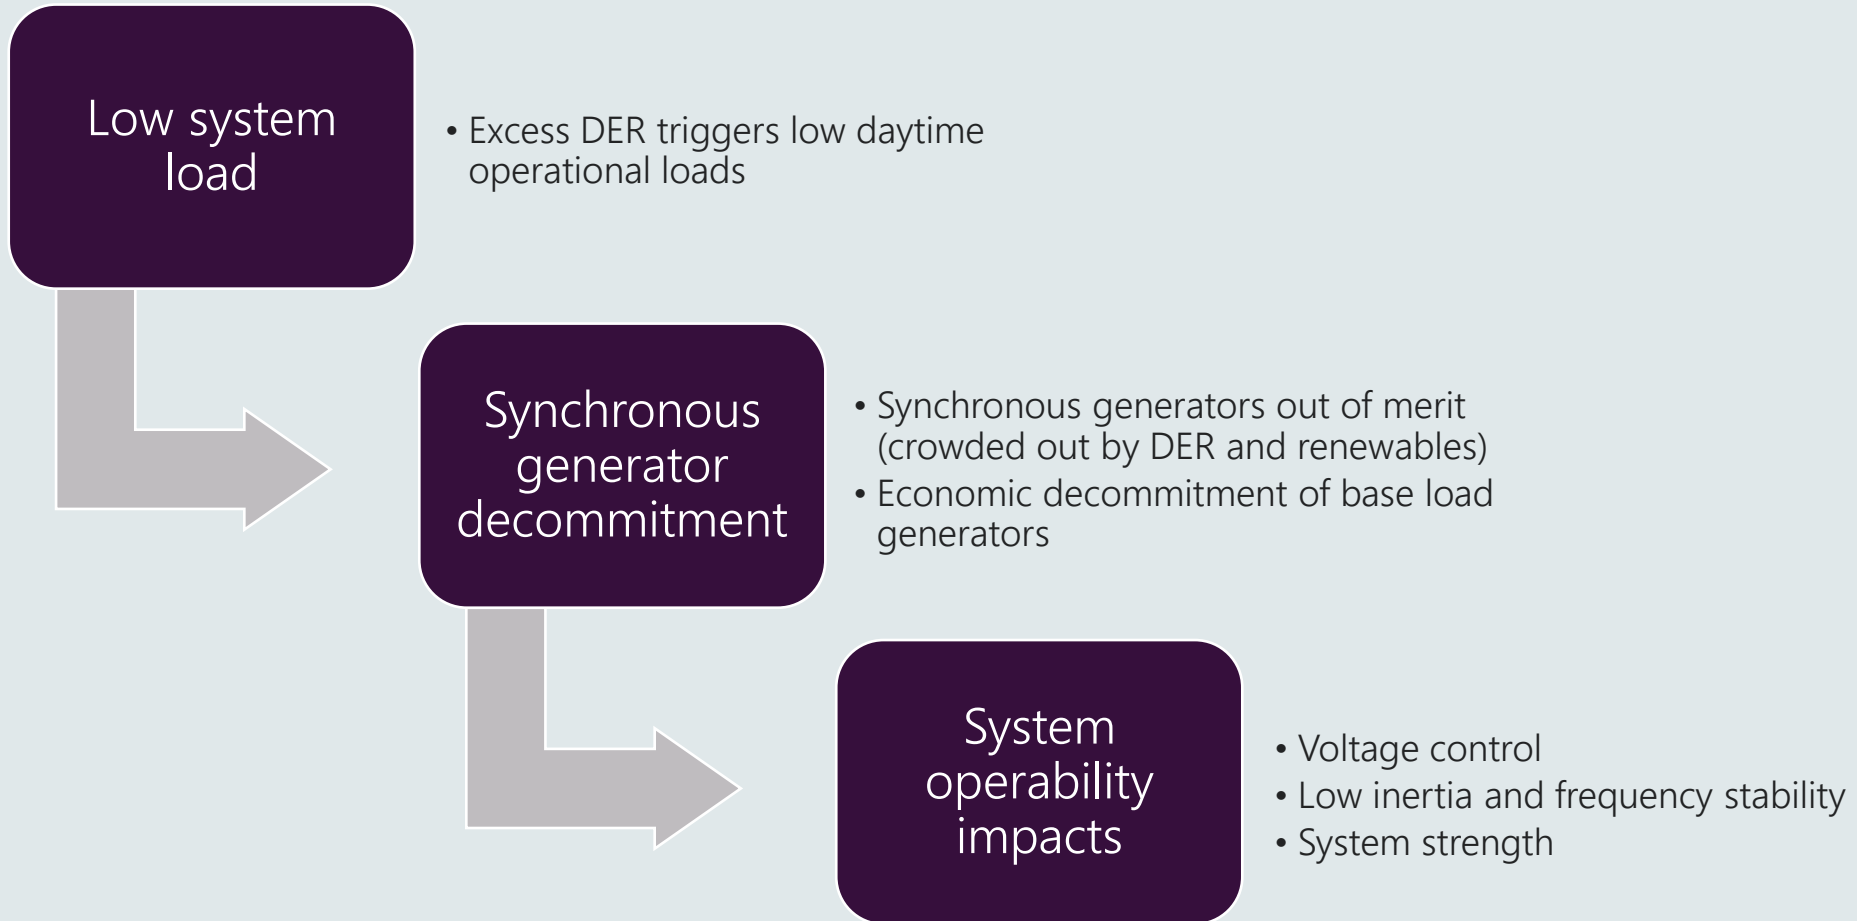 Low system
load
• Excess DER triggers low daytime
operational loads
Synchronous
generator
decommitment
• Synchronous generators out of merit
(crowded out by DER and renewables)
• Economic decommitment of base load
generators
System
operability
impacts
• Voltage control
• Low inertia and frequency stability
• System strength